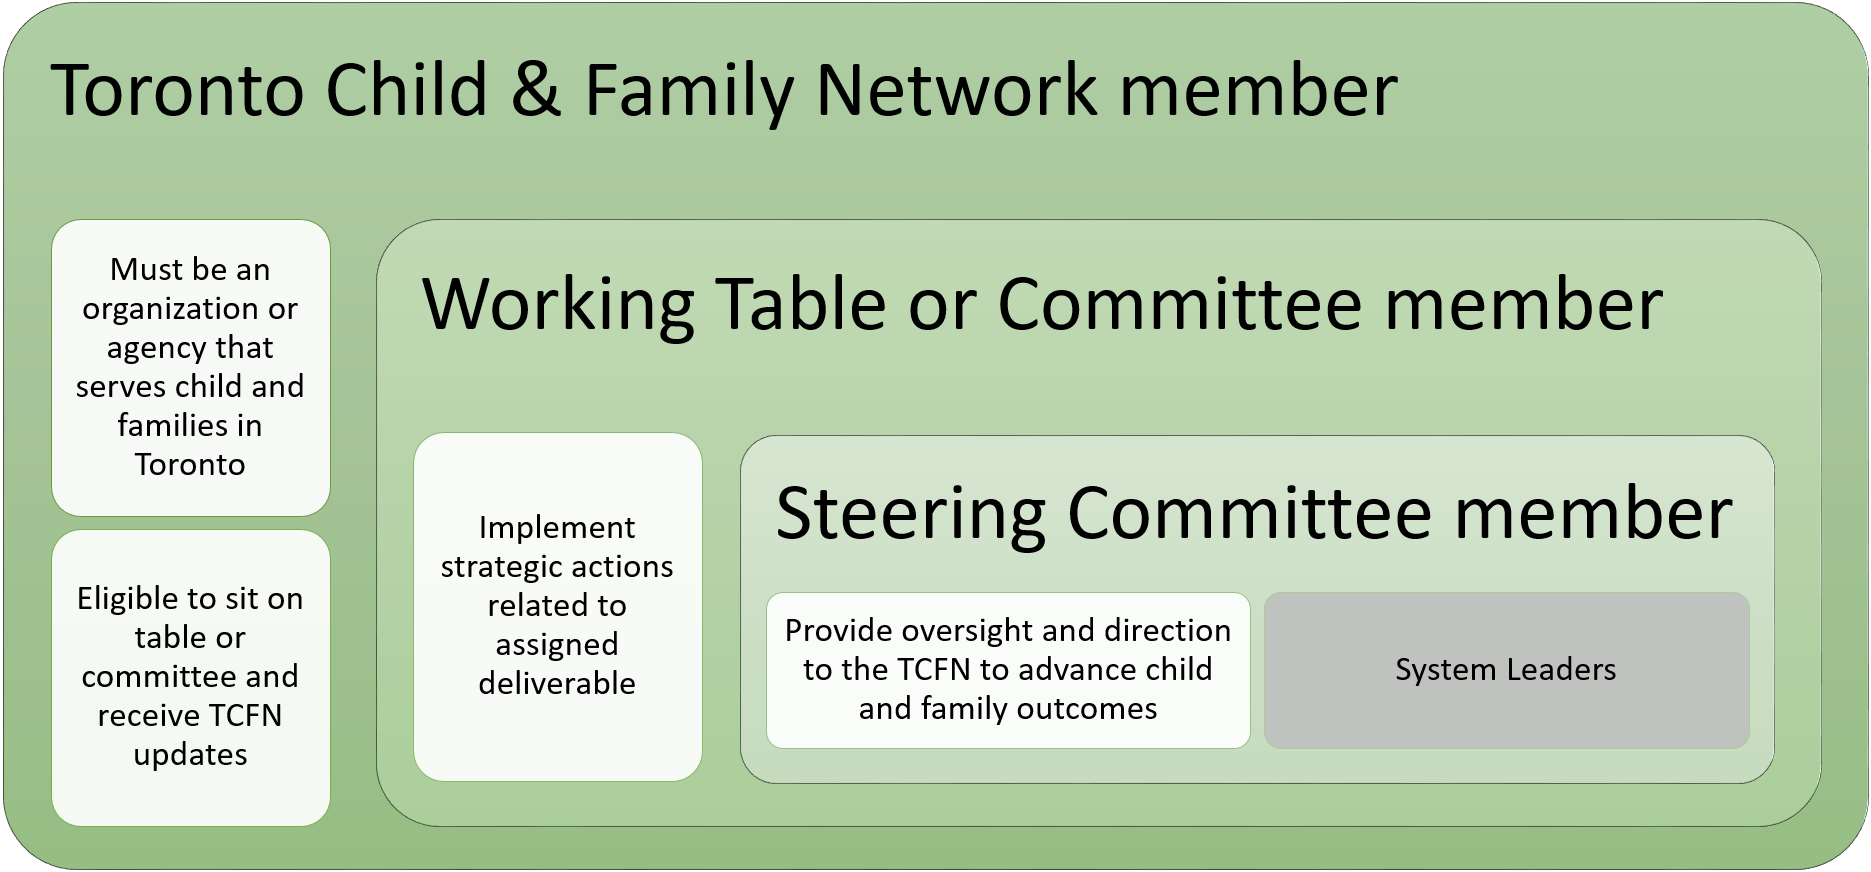 Toronto Child & Family Network member
Must be an
organization or
agency that
serves child and
families in
Toronto
Eligible to sit on
table or
committee and
receive TCFN
updates
Working Table or Committee member
Implement
strategic actions
related to
assigned
deliverable
Steering Committee member
Provide oversight and direction
to the TCFN to advance child
and family outcomes
System Leaders